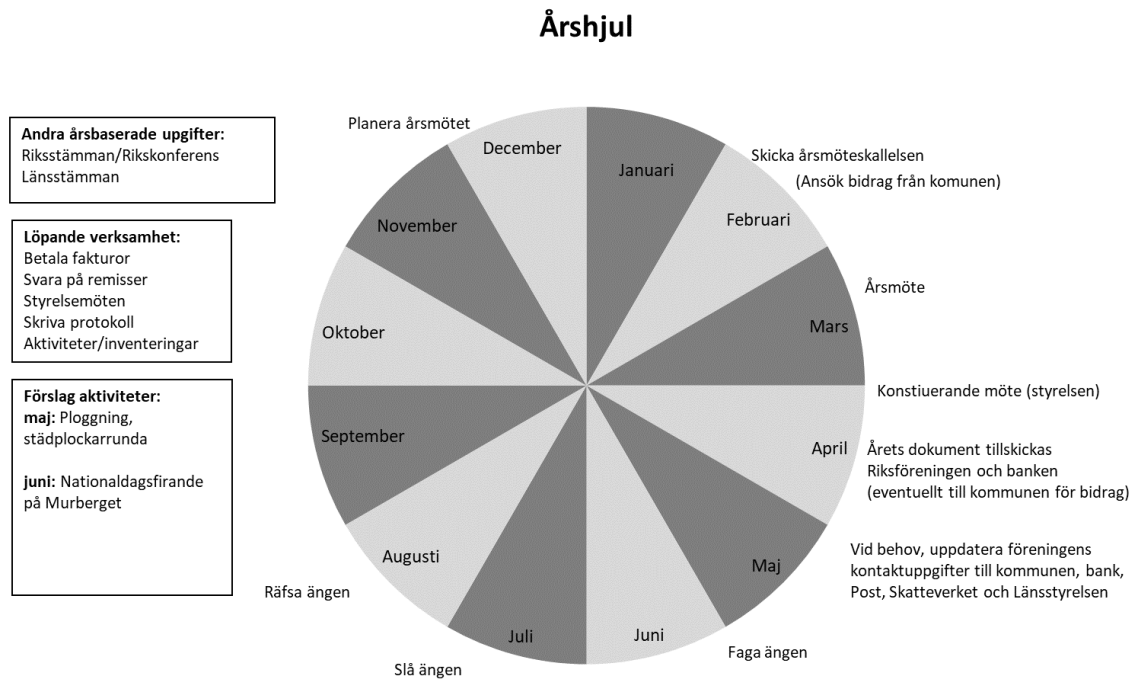 Årshjul
Andra årsbaserade upgifter:
Riksstämman/Rikskonferens
Länsstämman
Löpande verksamhet:
Betala fakturor
Svara på remisser
Styrelsemöten
Skriva protokoll
Aktiviteter/inventeringar
Förslag aktiviteter:
maj: Ploggning,
städplockarrunda
juni: Nationaldagsfirande
på Murberget
Planera årsmötet
December
Januari
Skicka årsmöteskallelsen
(Ansök bidrag från komunen)
Februari
Årsmöte
Mars
Konstiuerande möte (styrelsen)
April
Årets dokument tillskickas
Riksföreningen och banken
(eventuellt till kommunen för bidrag)
Vid behov, uppdatera föreningens
kontaktuppgifter till kommunen, bank,
Post, Skatteverket och Länsstyrelsen
Maj
Faga ängen
Juni
Juli
Slå ängen
Augusti
Räfsa ängen
September
Oktober
November